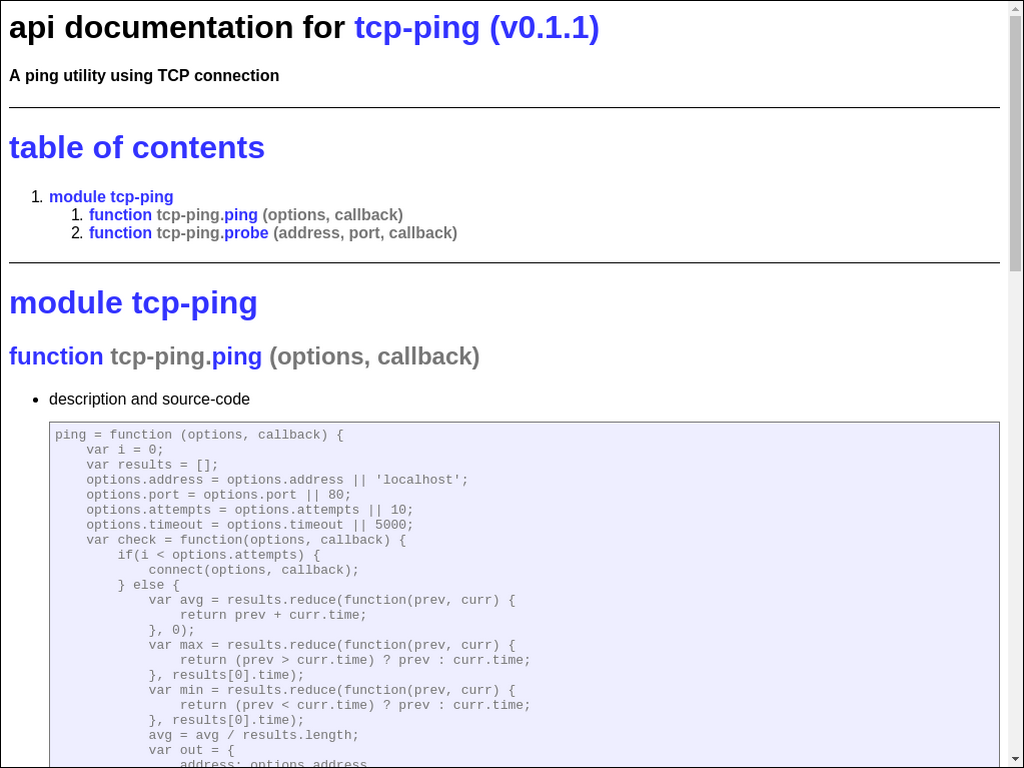 api documentation for tcp-ping (v0.1.1)
A ping utility using TCP connection
table of contents
1. module tcp-ping
1. function tcp-ping.ping (options, callback)
2. function tcp-ping.probe (address, port, callback)
module tcp-ping
function tcp-ping.ping (options, callback)
• description and source-code
ping = function (options, callback) {
    var i = 0;
    var results = [];
    options.address = options.address || 'localhost';
    options.port = options.port || 80;
    options.attempts = options.attempts || 10;
    options.timeout = options.timeout || 5000;
    var check = function(options, callback) {
        if(i < options.attempts) {
            connect(options, callback);
        } else {
            var avg = results.reduce(function(prev, curr) {
                return prev + curr.time;
            }, 0);
            var max = results.reduce(function(prev, curr) {
                return (prev > curr.time) ? prev : curr.time;
            }, results[0].time);
            var min = results.reduce(function(prev, curr) {
                return (prev < curr.time) ? prev : curr.time;
            }, results[0].time);
            avg = avg / results.length;
            var out = {
                address: options.address